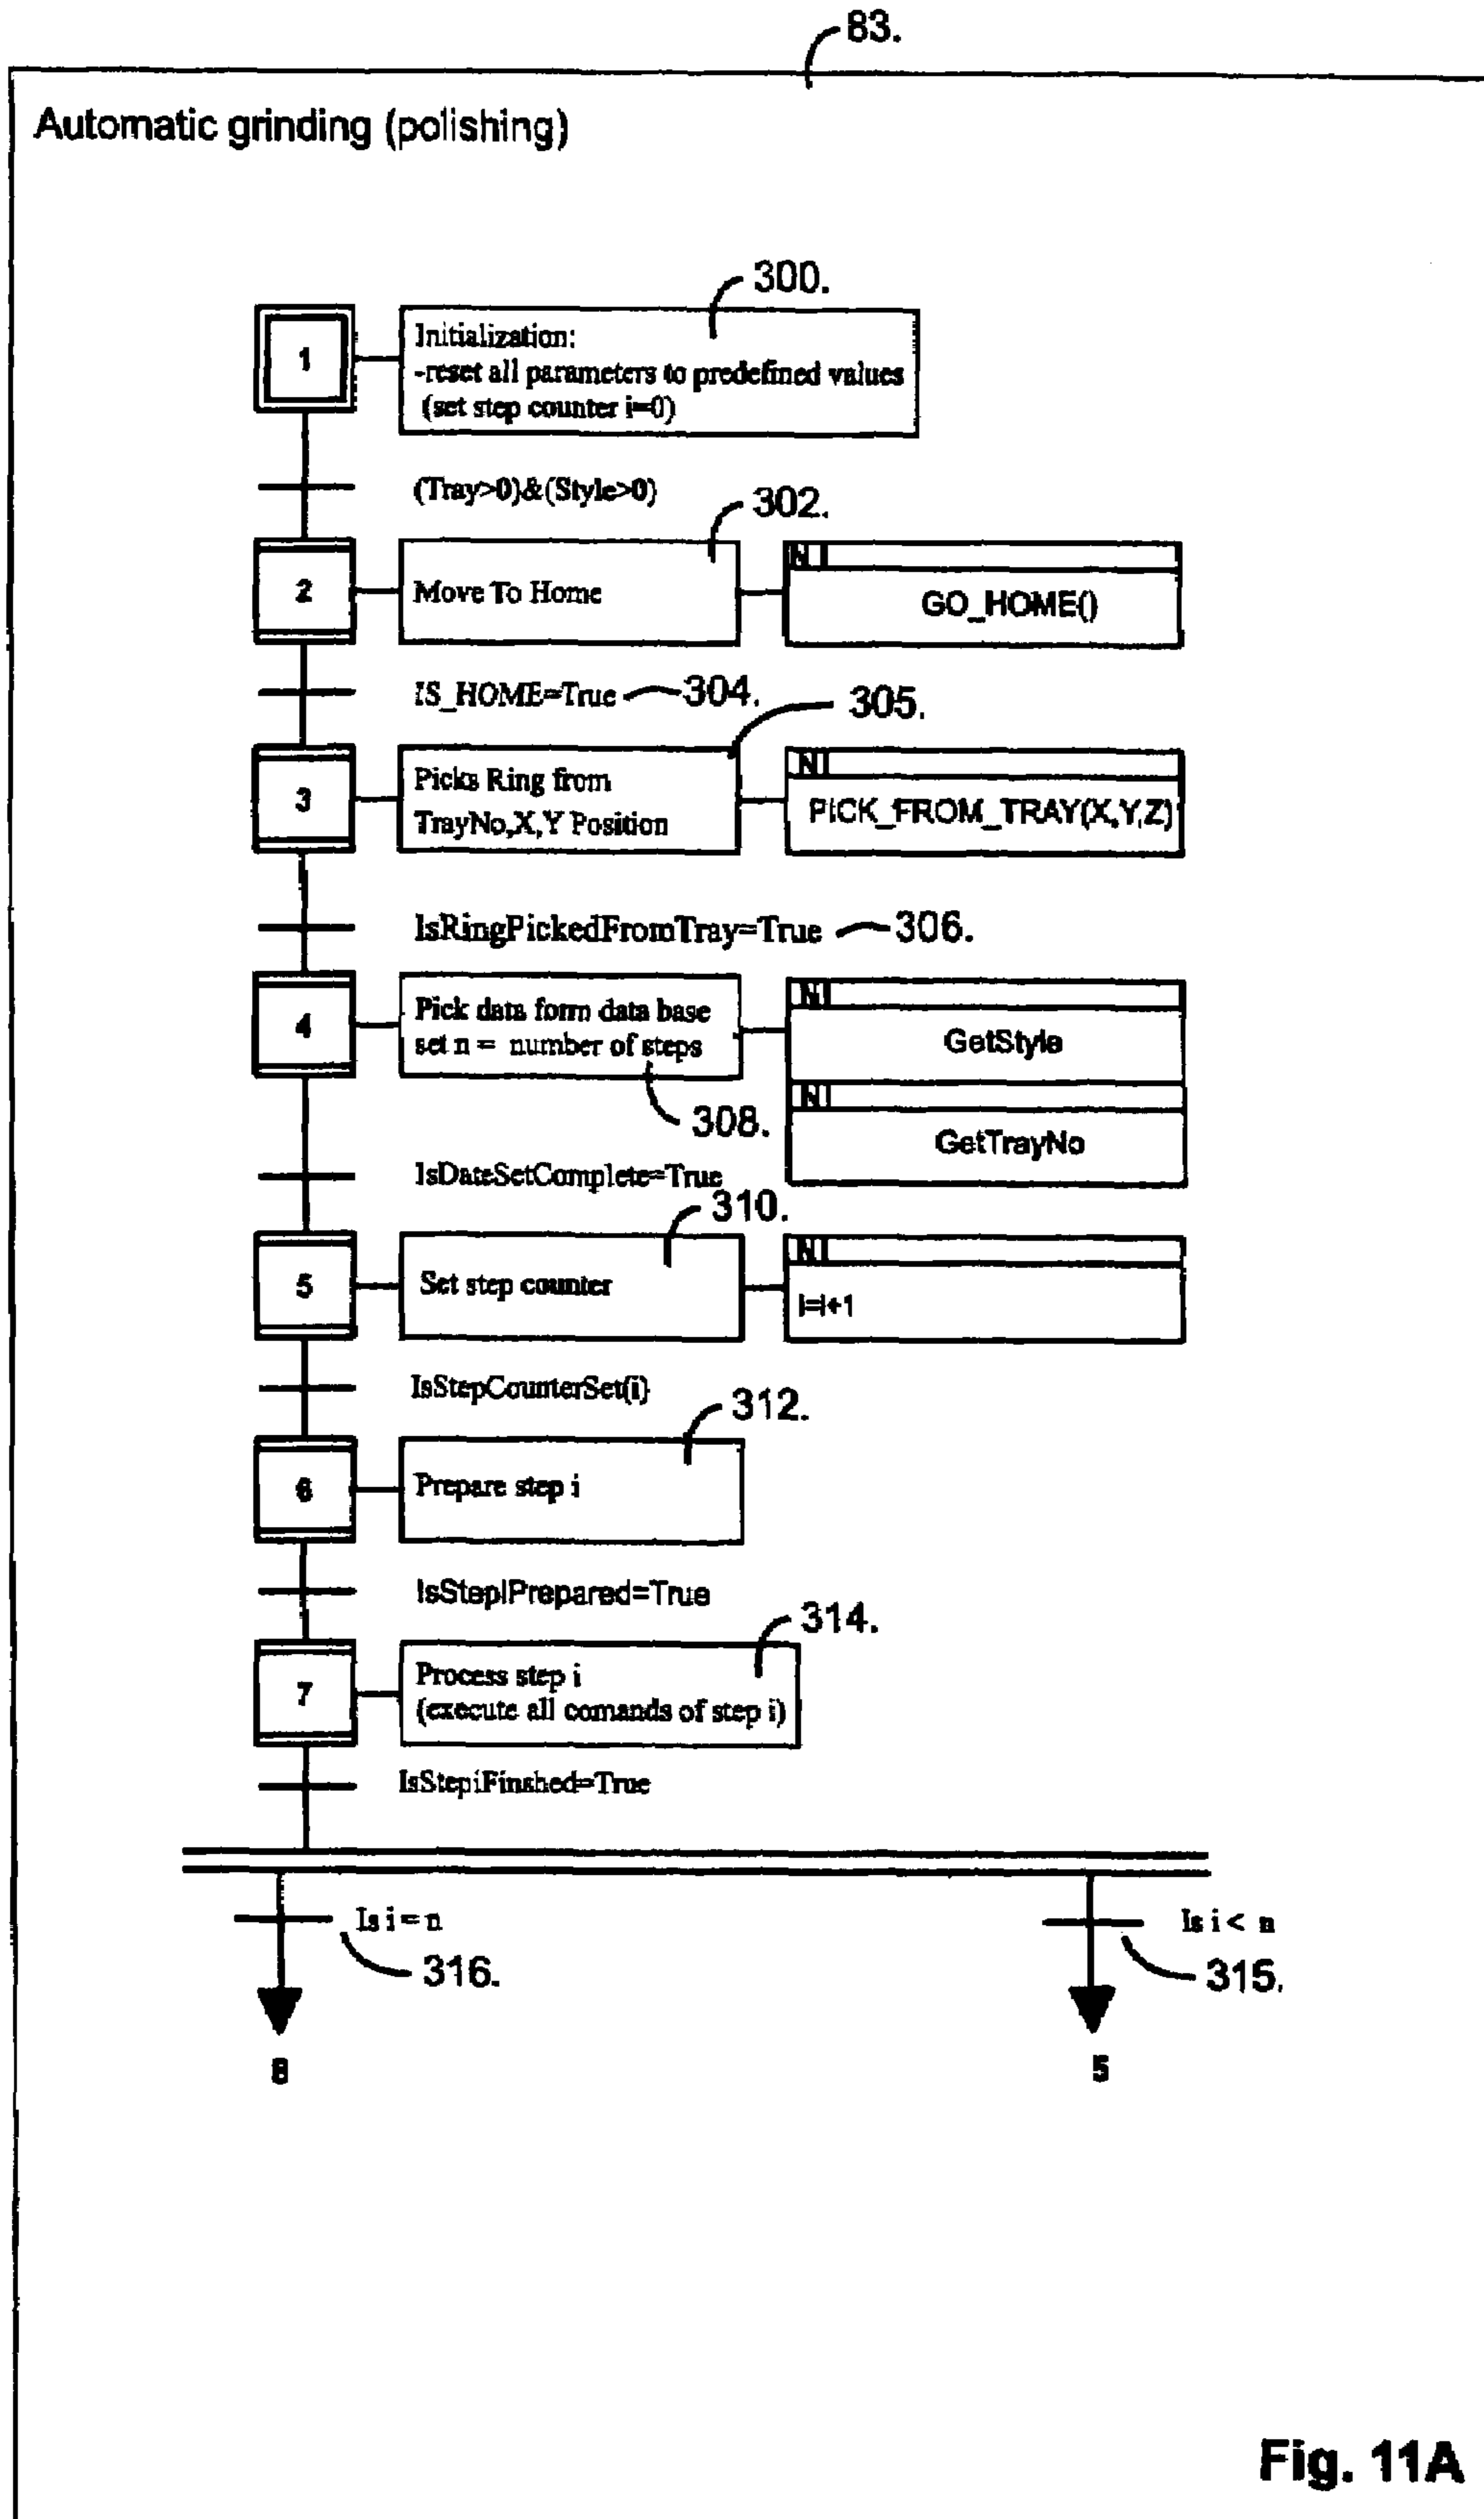 83.
Automatic grinding (polishing)
300.
1
Initialization:
-reset all parameters to predefined values
(set step counter i=0)
(Tray>0)&(Style>0)
302.
2
Move To Home
N
GO_HOME()
IS_HOME=True
304.
305.
3
Picks Ring from
TrayNo,X,Y Position
N
PICK_FROM_TRAY(X,Y,Z)
IsRingPickedFromTray=True
306.
4
Pick data form data base
set n = number of steps
308.
N
GetStyle
N
GetTrayNo
IsDateSetComplete=True
310.
5
Set step counter
N
i=i+1
IsStepCounterSet(i)
312.
6
Prepare step i
IsStepIPrepared=True
314.
7
Process step i
(execute all comands of step i)
IsStepiFinshed=True
Is i = n
316.
Is i < n
315.
8
5
Fig. 11A